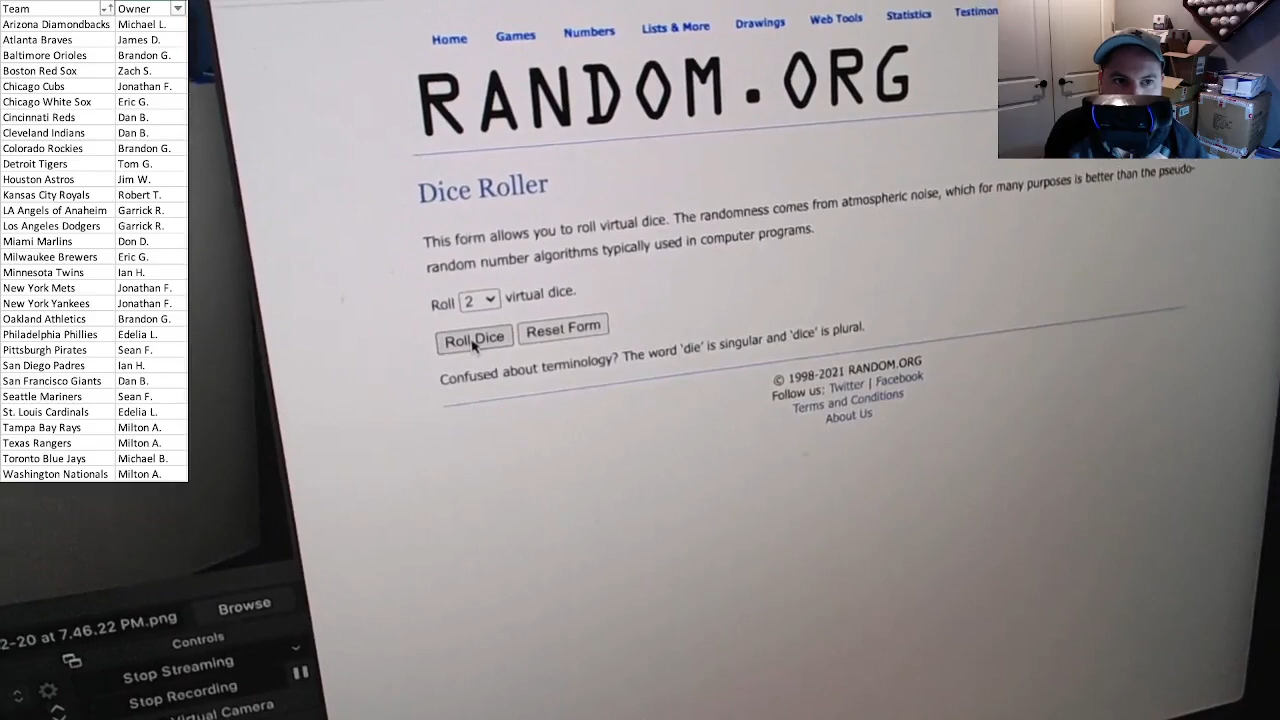 Team Owner
Arizona Diamondbacks Michael L.
Atlanta Braves James D.
Baltimore Orioles Brandon G.
Boston Red Sox Zach S.
Chicago Cubs Jonathan F.
Chicago White Sox Eric G.
Cincinnati Reds Dan B.
Cleveland Indians Dan B.
Colorado Rockies Brandon G.
Detroit Tigers Tom G.
Houston Astros Jim W.
Kansas City Royals Robert T.
LA Angels of Anaheim Garrick R.
Los Angeles Dodgers Garrick R.
Miami Marlins Don D.
Milwaukee Brewers Eric G.
Minnesota Twins Ian H.
New York Mets Jonathan F.
New York Yankees Jonathan F.
Oakland Athletics Brandon G.
Philadelphia Phillies Edelia L.
Pittsburgh Pirates Sean F.
San Diego Padres Ian H.
San Francisco Giants Dan B.
Seattle Mariners Sean F.
St. Louis Cardinals Edelia L.
Tampa Bay Rays Milton A.
Texas Rangers Milton A.
Toronto Blue Jays Michael B.
Washington Nationals Milton A.
Home Games Numbers Lists & More Drawings Web Tools Statistics Testimon
RANDOM.ORG
Dice Roller
This form allows you to roll virtual dice. The randomness comes from atmospheric noise, which for many purposes is better than the pseudo-
random number algorithms typically used in computer programs.
Roll 2 virtual dice.
Roll Dice Reset Form
Confused about terminology? The word 'die' is singular and 'dice' is plural.
© 1998-2021 RANDOM.ORG
Follow us: Twitter | Facebook
Terms and Conditions
About Us
2-20 at 7.46.22 PM.png Browse
Controls
Stop Streaming
Stop Recording
Virtual Camera